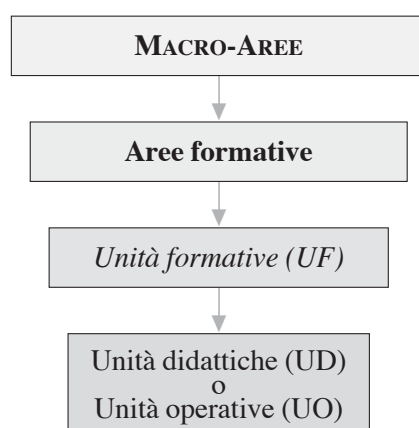 MACRO-AREE
Aree formative
Unità formative (UF)
Unità didattiche (UD)
o
Unità operative (UO)